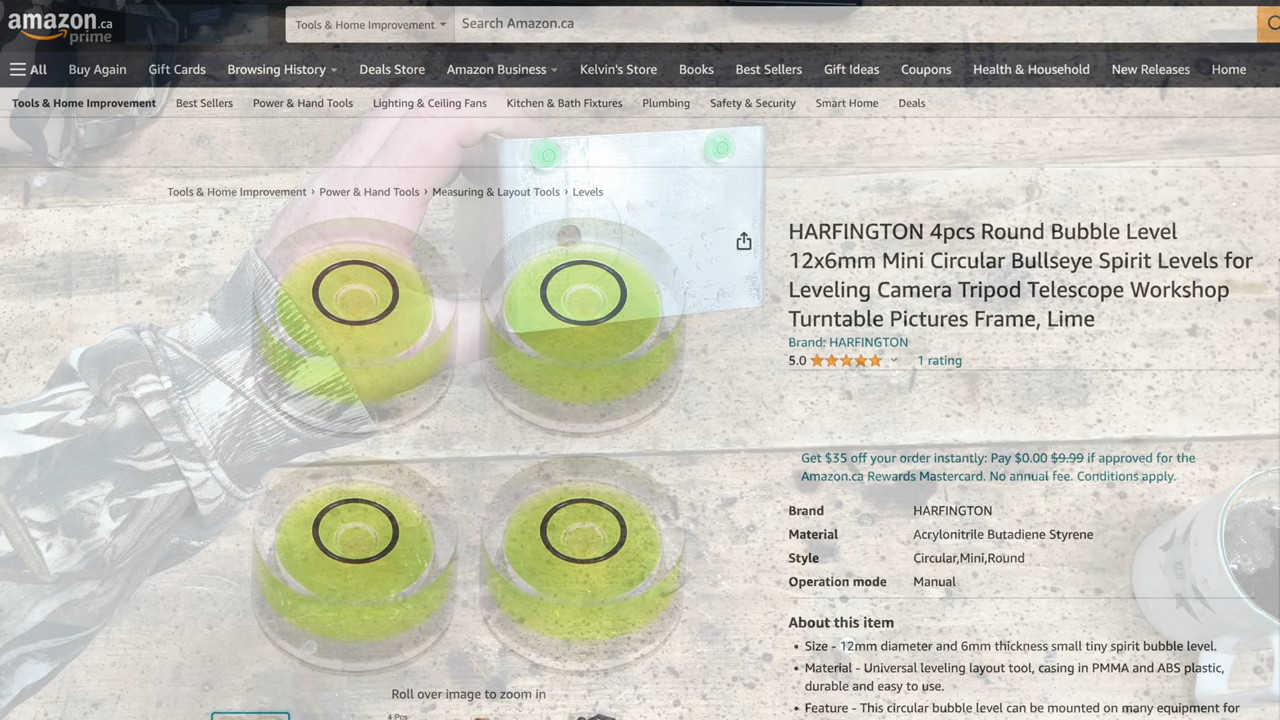 amazon.ca
prime
Tools & Home Improvement
Search Amazon.ca
All
Buy Again
Gift Cards
Browsing History
Deals Store
Amazon Business
Kelvin's Store
Books
Best Sellers
Gift Ideas
Coupons
Health & Household
New Releases
Home
Tools & Home Improvement
Best Sellers
Power & Hand Tools
Lighting & Ceiling Fans
Kitchen & Bath Fixtures
Plumbing
Safety & Security
Smart Home
Deals
Tools & Home Improvement › Power & Hand Tools › Measuring & Layout Tools › Levels
HARFINGTON 4pcs Round Bubble Level
12x6mm Mini Circular Bullseye Spirit Levels for
Leveling Camera Tripod Telescope Workshop
Turntable Pictures Frame, Lime
Brand: HARFINGTON
5.0
1 rating
Get $35 off your order instantly: Pay $0.00 $9.99 if approved for the
Amazon.ca Rewards Mastercard. No annual fee. Conditions apply.
Brand HARFINGTON
Material Acrylonitrile Butadiene Styrene
Style Circular,Mini,Round
Operation mode Manual
About this item
• Size - 12mm diameter and 6mm thickness small tiny spirit bubble level.
• Material - Universal leveling layout tool, casing in PMMA and ABS plastic,
durable and easy to use.
• Feature - This circular bubble level can be mounted on many equipment for
Roll over image to zoom in
4 Pcs